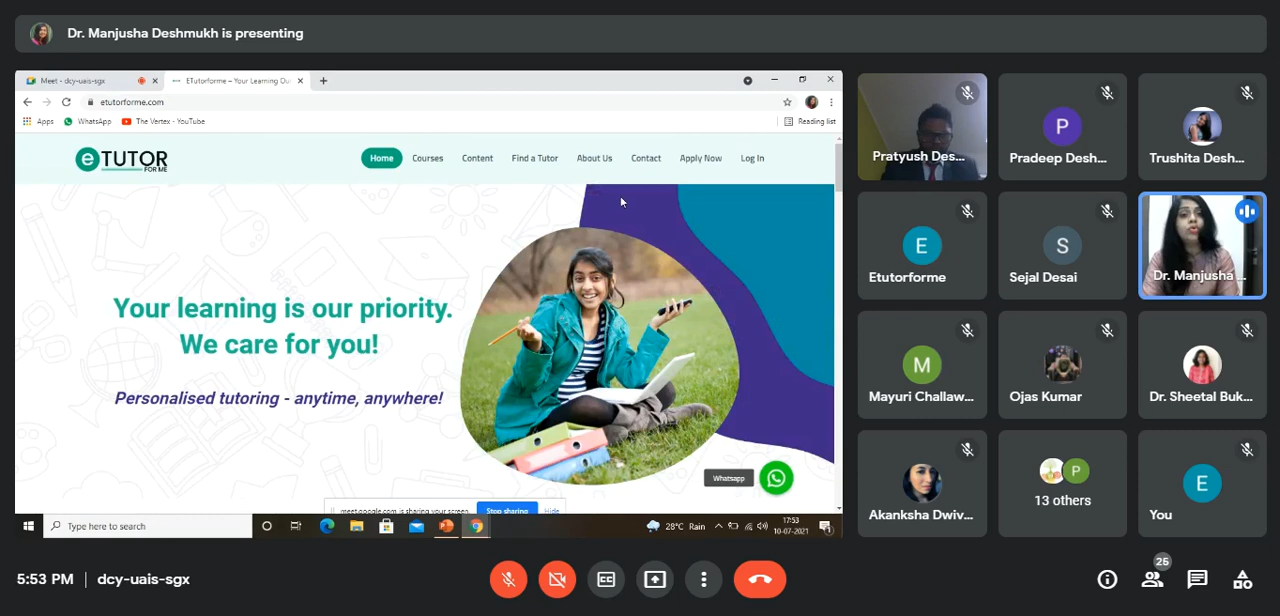 Dr. Manjusha Deshmukh is presenting
Meet - dcy-uais-sgx
ETutorforme – Your Learning Ou
etutorforme.com
Apps
WhatsApp
The Vertex - YouTube
Reading list
e TUTOR
FOR ME
Home
Courses
Content
Find a Tutor
About Us
Contact
Apply Now
Log In
Your learning is our priority.
We care for you!
Personalised tutoring - anytime, anywhere!
Whatsapp
meet.google.com is sharing your screen.
Stop sharing
Hide
Type here to search
28°C Rain
17:53
10-07-2021
1
Pratyush Des...
P
Pradeep Desh...
Trushita Desh...
E
Etutorforme
S
Sejal Desai
Dr. Manjusha ...
M
Mayuri Challaw...
Ojas Kumar
Dr. Sheetal Buk...
Akanksha Dwiv...
P
13 others
E
You
5:53 PM
dcy-uais-sgx
CC
25